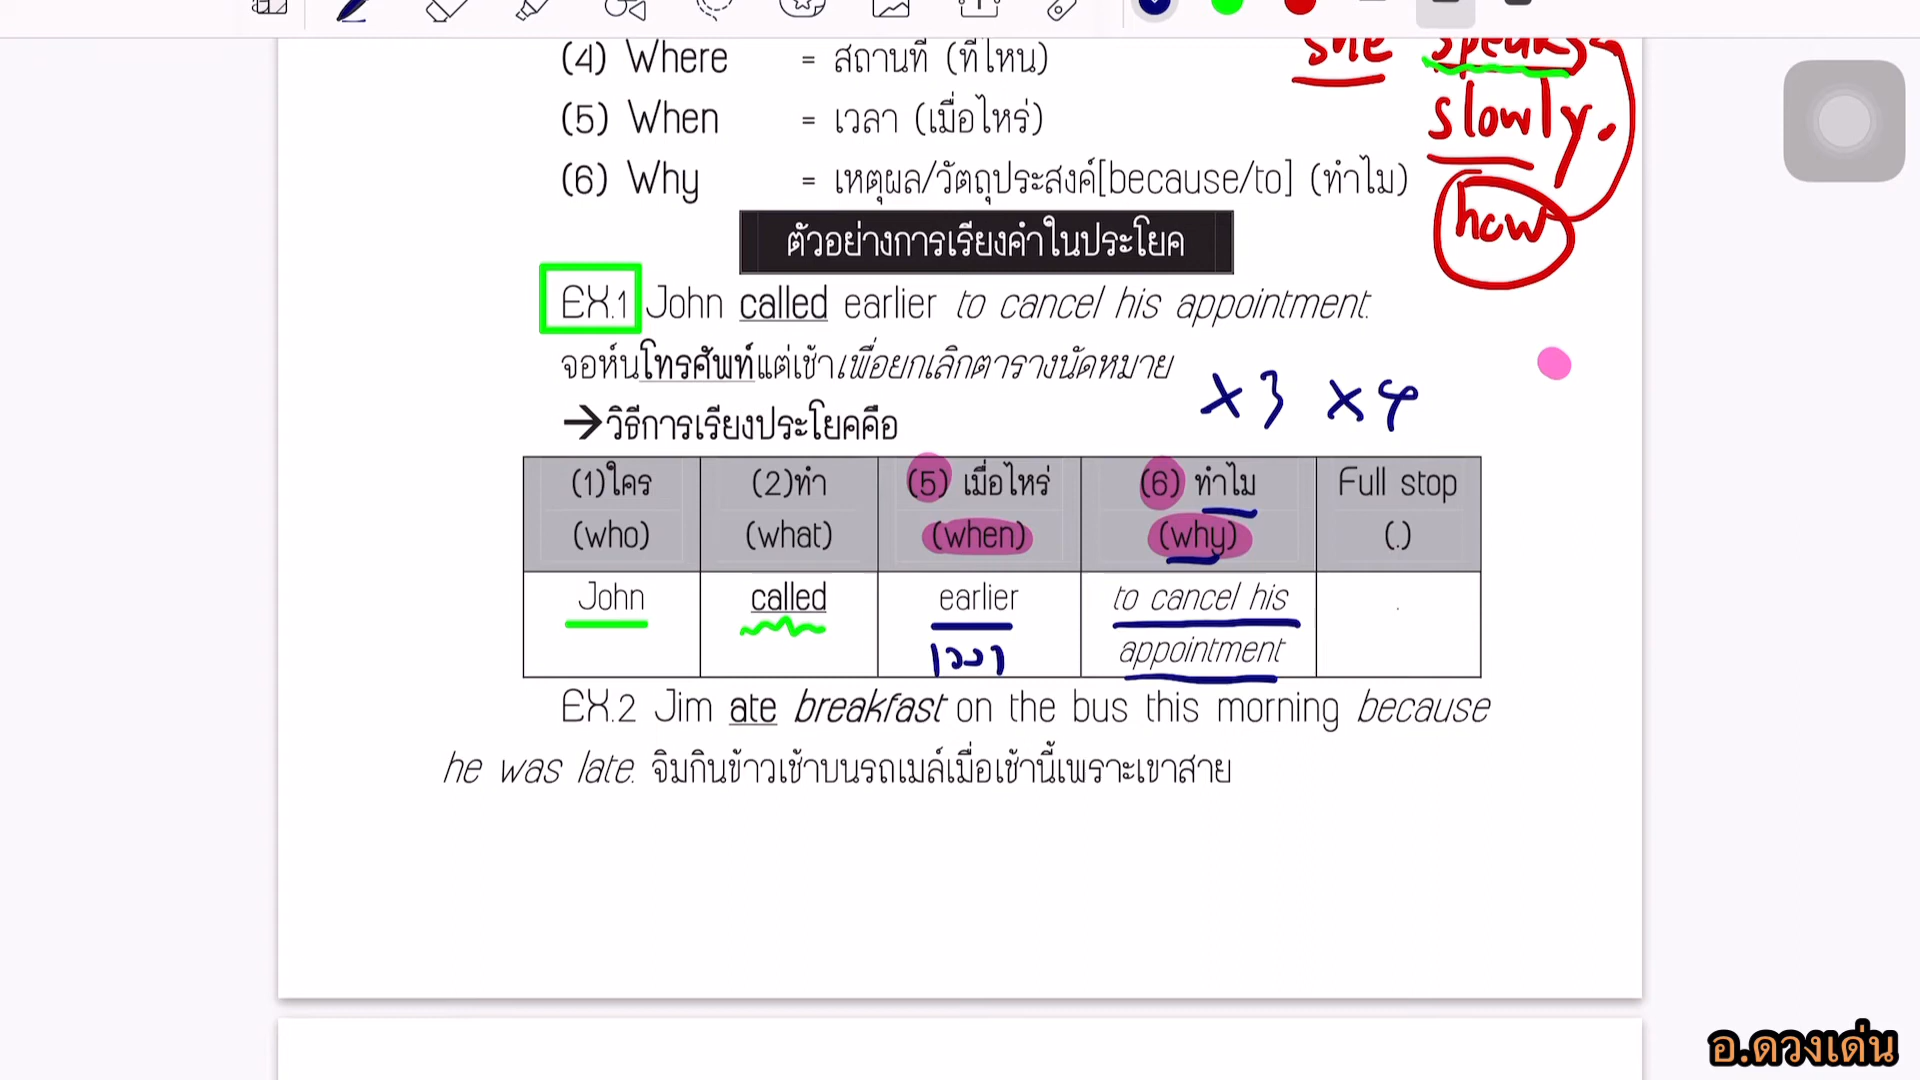 (4) Where = สถานที่ (ที่ไหน)
she speaks
(5) When = เวลา (เมื่อไหร่)
slowly.
(6) Why = เหตุผล/วัตถุประสงค์[because/to] (ทำไม)
how
ตัวอย่างการเรียงคำในประโยค
EX.1 John called earlier to cancel his appointment.
จอห์นโทรศัพท์แต่เช้าเพื่อยกเลิกตารางนัดหมาย
×3 ×4
→วิธีการเรียงประโยคคือ
(1)ใคร (2)ทำ (5) เมื่อไหร่ (6) ทำไม Full stop
(who) (what) (when) (why) (.)
John called earlier to cancel his .
เวลา appointment
EX.2 Jim ate breakfast on the bus this morning because
he was late. จิมกินข้าวเช้าบนรถเมล์เมื่อเช้านี้เพราะเขาสาย
อ.ดวงเด่น